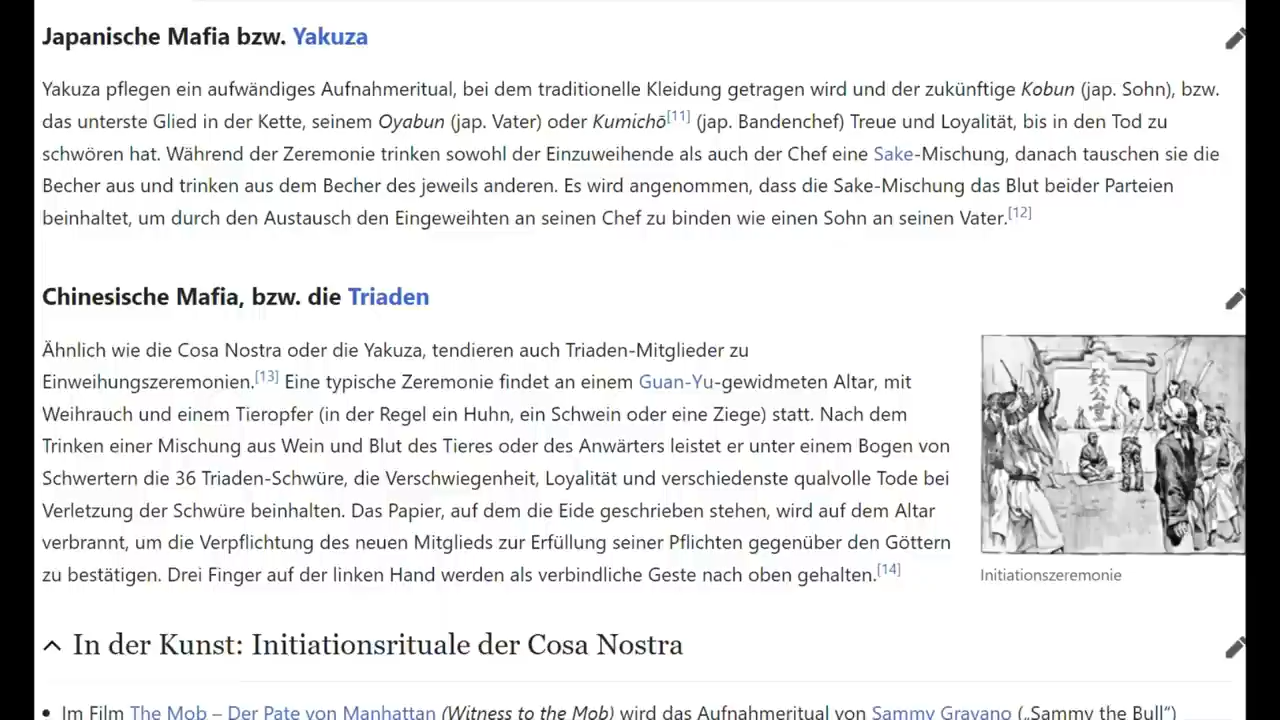 Japanische Mafia bzw. Yakuza
Yakuza pflegen ein aufwändiges Aufnahmeritual, bei dem traditionelle Kleidung getragen wird und der zukünftige Kobun (jap. Sohn), bzw.
das unterste Glied in der Kette, seinem Oyabun (jap. Vater) oder Kumichō[11] (jap. Bandenchef) Treue und Loyalität, bis in den Tod zu
schwören hat. Während der Zeremonie trinken sowohl der Einzuweihende als auch der Chef eine Sake-Mischung, danach tauschen sie die
Becher aus und trinken aus dem Becher des jeweils anderen. Es wird angenommen, dass die Sake-Mischung das Blut beider Parteien
beinhaltet, um durch den Austausch den Eingeweihten an seinen Chef zu binden wie einen Sohn an seinen Vater.[12]
Chinesische Mafia, bzw. die Triaden
Ähnlich wie die Cosa Nostra oder die Yakuza, tendieren auch Triaden-Mitglieder zu
Einweihungszeremonien.[13] Eine typische Zeremonie findet an einem Guan-Yu-gewidmeten Altar, mit
Weihrauch und einem Tieropfer (in der Regel ein Huhn, ein Schwein oder eine Ziege) statt. Nach dem
Trinken einer Mischung aus Wein und Blut des Tieres oder des Anwärters leistet er unter einem Bogen von
Schwertern die 36 Triaden-Schwüre, die Verschwiegenheit, Loyalität und verschiedenste qualvolle Tode bei
Verletzung der Schwüre beinhalten. Das Papier, auf dem die Eide geschrieben stehen, wird auf dem Altar
verbrannt, um die Verpflichtung des neuen Mitglieds zur Erfüllung seiner Pflichten gegenüber den Göttern
zu bestätigen. Drei Finger auf der linken Hand werden als verbindliche Geste nach oben gehalten.[14]
Initiationszeremonie
In der Kunst: Initiationsrituale der Cosa Nostra
• Im Film The Mob – Der Pate von Manhattan (Witness to the Mob) wird das Aufnahmeritual von Sammy Gravano („Sammy the Bull“)